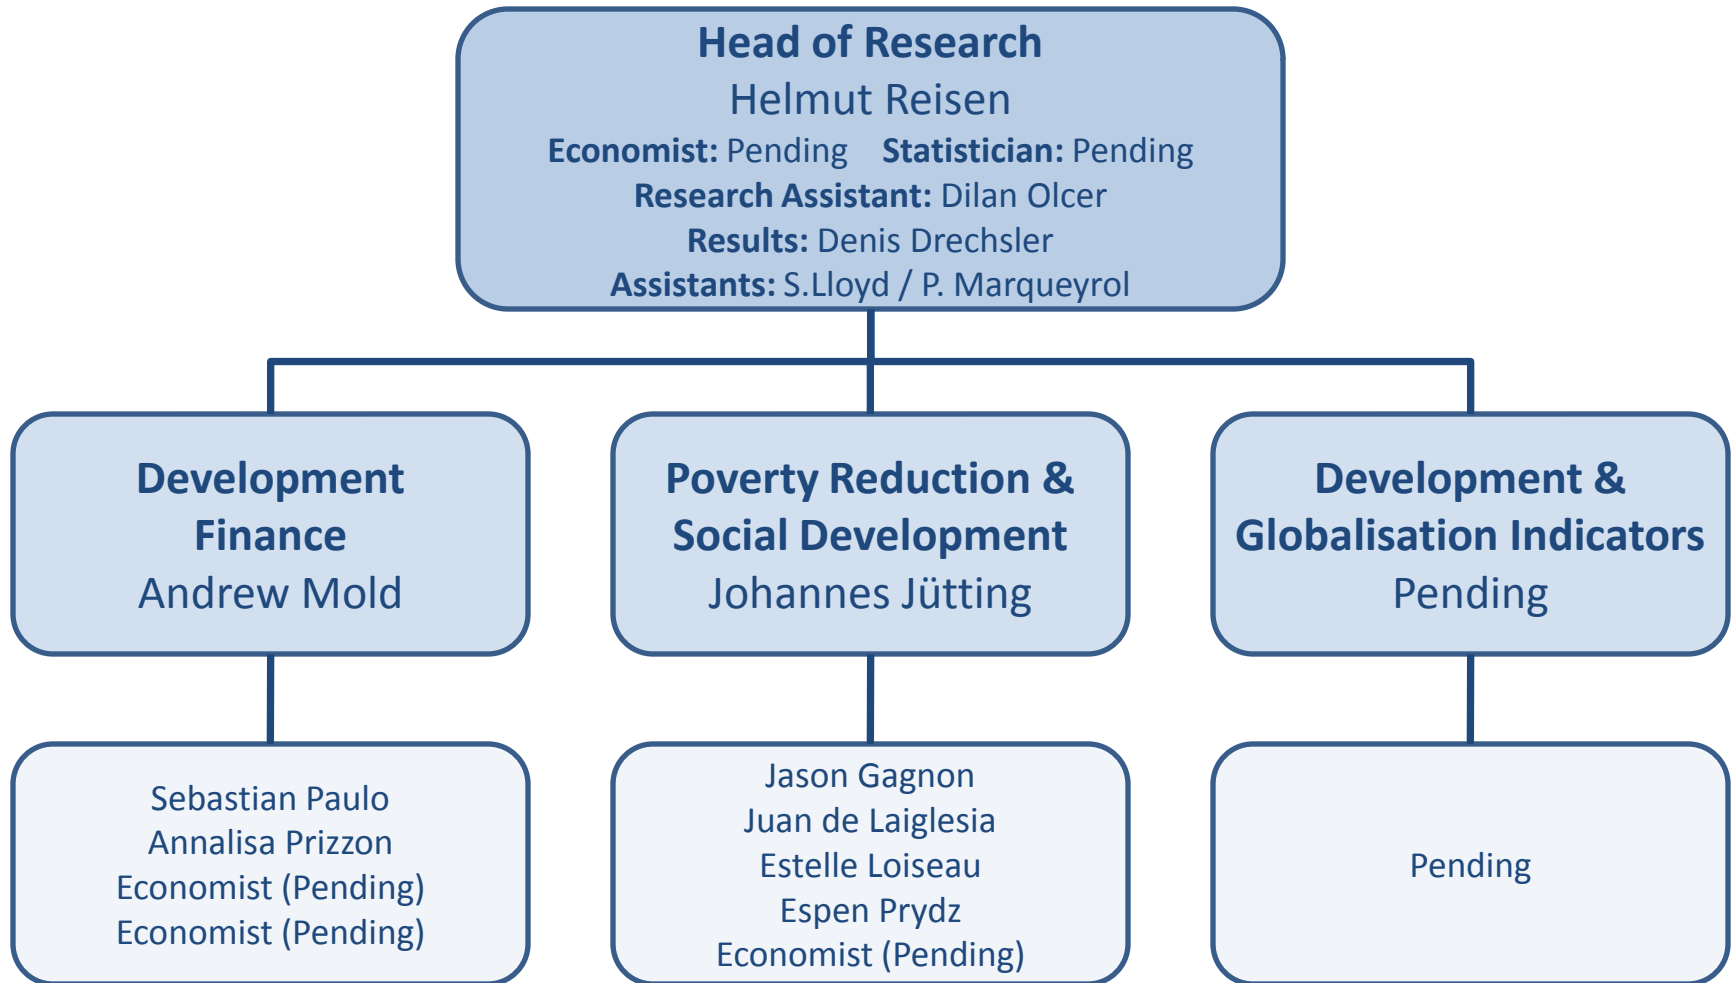 Head of Research
Helmut Reisen
Economist: Pending Statistician: Pending
Research Assistant: Dilan Olcer
Results: Denis Drechsler
Assistants: S.Lloyd / P. Marqueyrol
Development
Finance
Andrew Mold
Poverty Reduction &
Social Development
Johannes Jütting
Development &
Globalisation Indicators
Pending
Sebastian Paulo
Annalisa Prizzon
Economist (Pending)
Economist (Pending)
Jason Gagnon
Juan de Laiglesia
Estelle Loiseau
Espen Prydz
Economist (Pending)
Pending